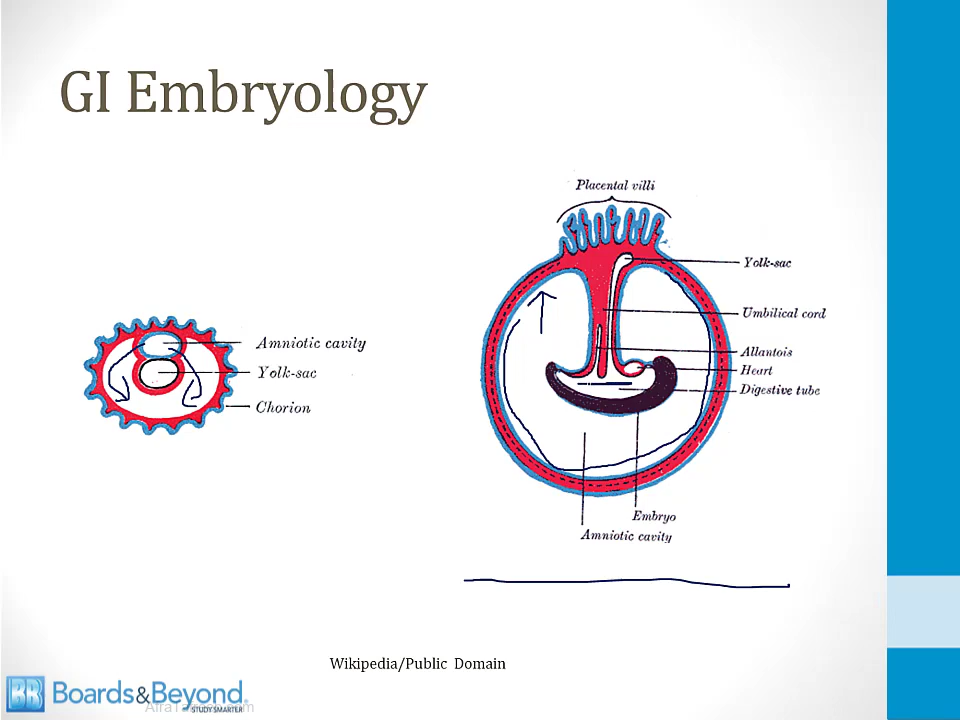 GI Embryology
Placental villi
Yolk-sac
Umbilical cord
Allantois
Heart
Digestive tube
Embryo
Amniotic cavity
Amniotic cavity
Yolk-sac
Chorion
Wikipedia/Public Domain
BB Boards&Beyond
STUDY SMARTER